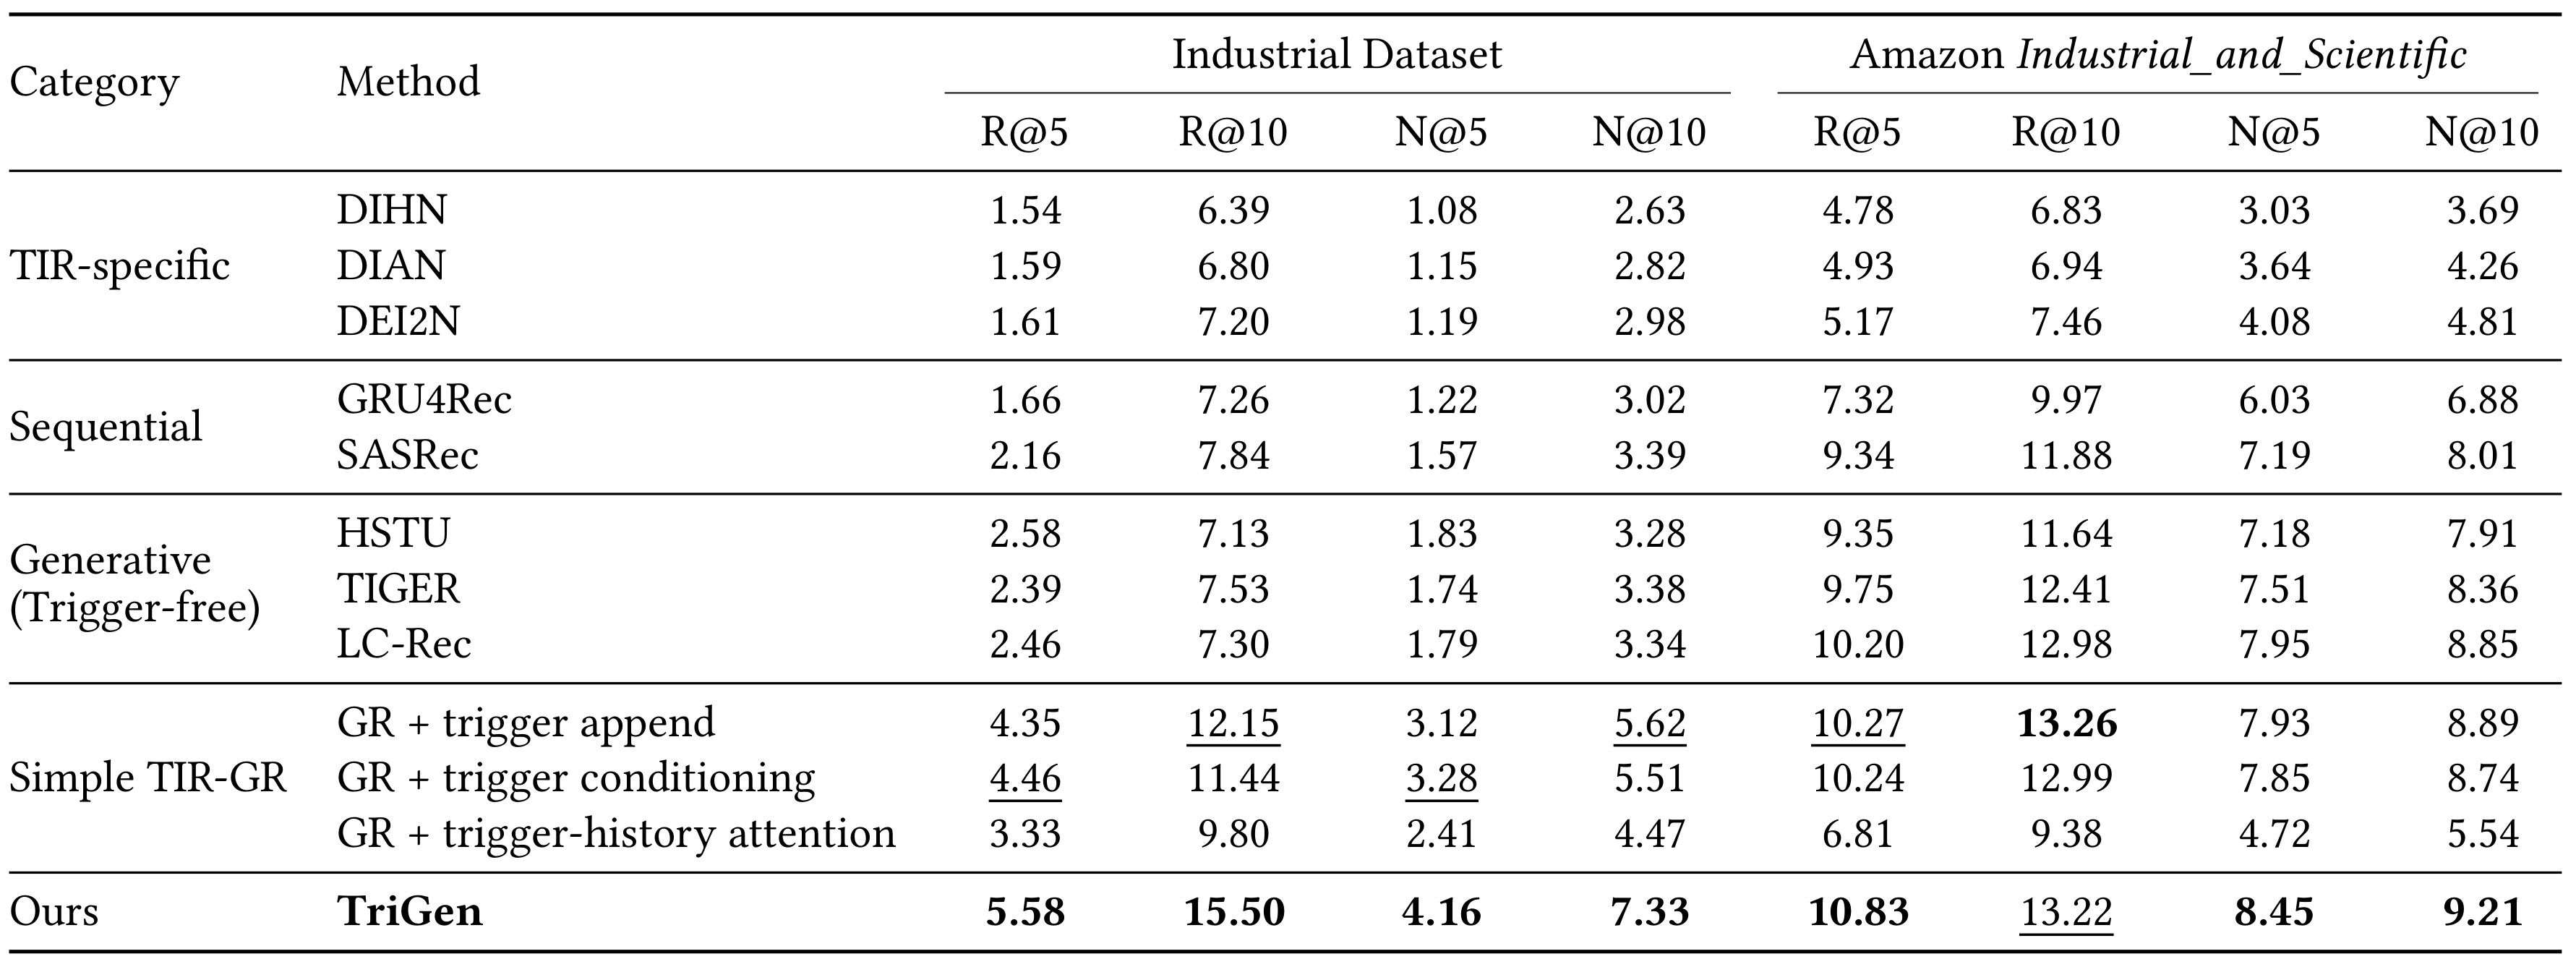 Category Method Industrial Dataset Amazon Industrial_and_Scientific
R@5 R@10 N@5 N@10 R@5 R@10 N@5 N@10
TIR-specific
DIHN 1.54 6.39 1.08 2.63 4.78 6.83 3.03 3.69
DIAN 1.59 6.80 1.15 2.82 4.93 6.94 3.64 4.26
DEI2N 1.61 7.20 1.19 2.98 5.17 7.46 4.08 4.81
Sequential
GRU4Rec 1.66 7.26 1.22 3.02 7.32 9.97 6.03 6.88
SASRec 2.16 7.84 1.57 3.39 9.34 11.88 7.19 8.01
Generative
(Trigger-free)
HSTU 2.58 7.13 1.83 3.28 9.35 11.64 7.18 7.91
TIGER 2.39 7.53 1.74 3.38 9.75 12.41 7.51 8.36
LC-Rec 2.46 7.30 1.79 3.34 10.20 12.98 7.95 8.85
Simple TIR-GR
GR + trigger append 4.35 12.15 3.12 5.62 10.27 13.26 7.93 8.89
GR + trigger conditioning 4.46 11.44 3.28 5.51 10.24 12.99 7.85 8.74
GR + trigger-history attention 3.33 9.80 2.41 4.47 6.81 9.38 4.72 5.54
Ours TriGen 5.58 15.50 4.16 7.33 10.83 13.22 8.45 9.21